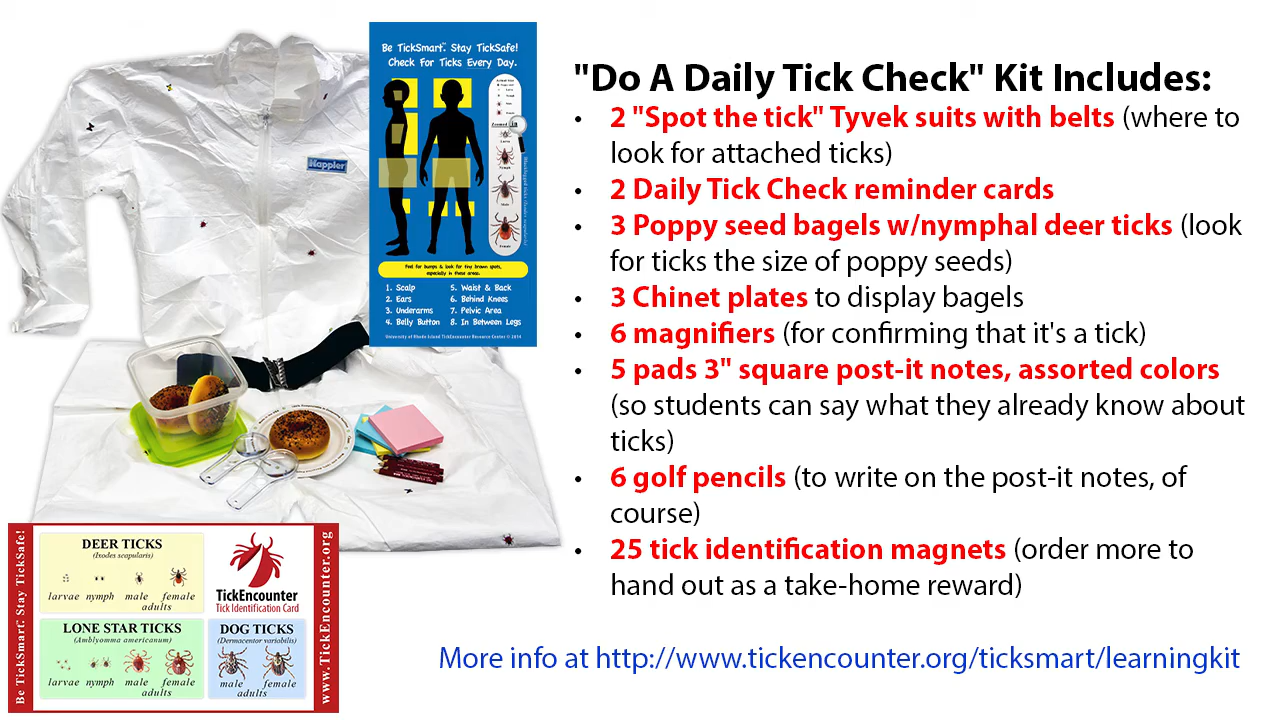 Be TickSmart™. Stay TickSafe!
Check For Ticks Every Day.
Zoomed In
Larva
Nymph
Male
Female
Feel for bumps & look for tiny brown spots,
especially in these areas.
1. Scalp
2. Ears
3. Underarms
4. Belly Button
5. Waist & Back
6. Behind Knees
7. Pelvic Area
8. In Between Legs
University of Rhode Island TickEncounter Resource Center © 2014
Kappler
"Do A Daily Tick Check" Kit Includes:
• 2 "Spot the tick" Tyvek suits with belts (where to
look for attached ticks)
• 2 Daily Tick Check reminder cards
• 3 Poppy seed bagels w/nymphal deer ticks (look
for ticks the size of poppy seeds)
• 3 Chinet plates to display bagels
• 6 magnifiers (for confirming that it's a tick)
• 5 pads 3" square post-it notes, assorted colors
(so students can say what they already know about
ticks)
• 6 golf pencils (to write on the post-it notes, of
course)
• 25 tick identification magnets (order more to
hand out as a take-home reward)
More info at http://www.tickencounter.org/ticksmart/learningkit
Be TickSmart™. Stay TickSafe!
DEER TICKS
(Ixodes scapularis)
larvae nymph male female
adults
TickEncounter
Tick Identification Card
LONE STAR TICKS
(Amblyomma americanum)
larvae nymph male female
adults
DOG TICKS
(Dermacentor variabilis)
male female
adults
www.TickEncounter.org